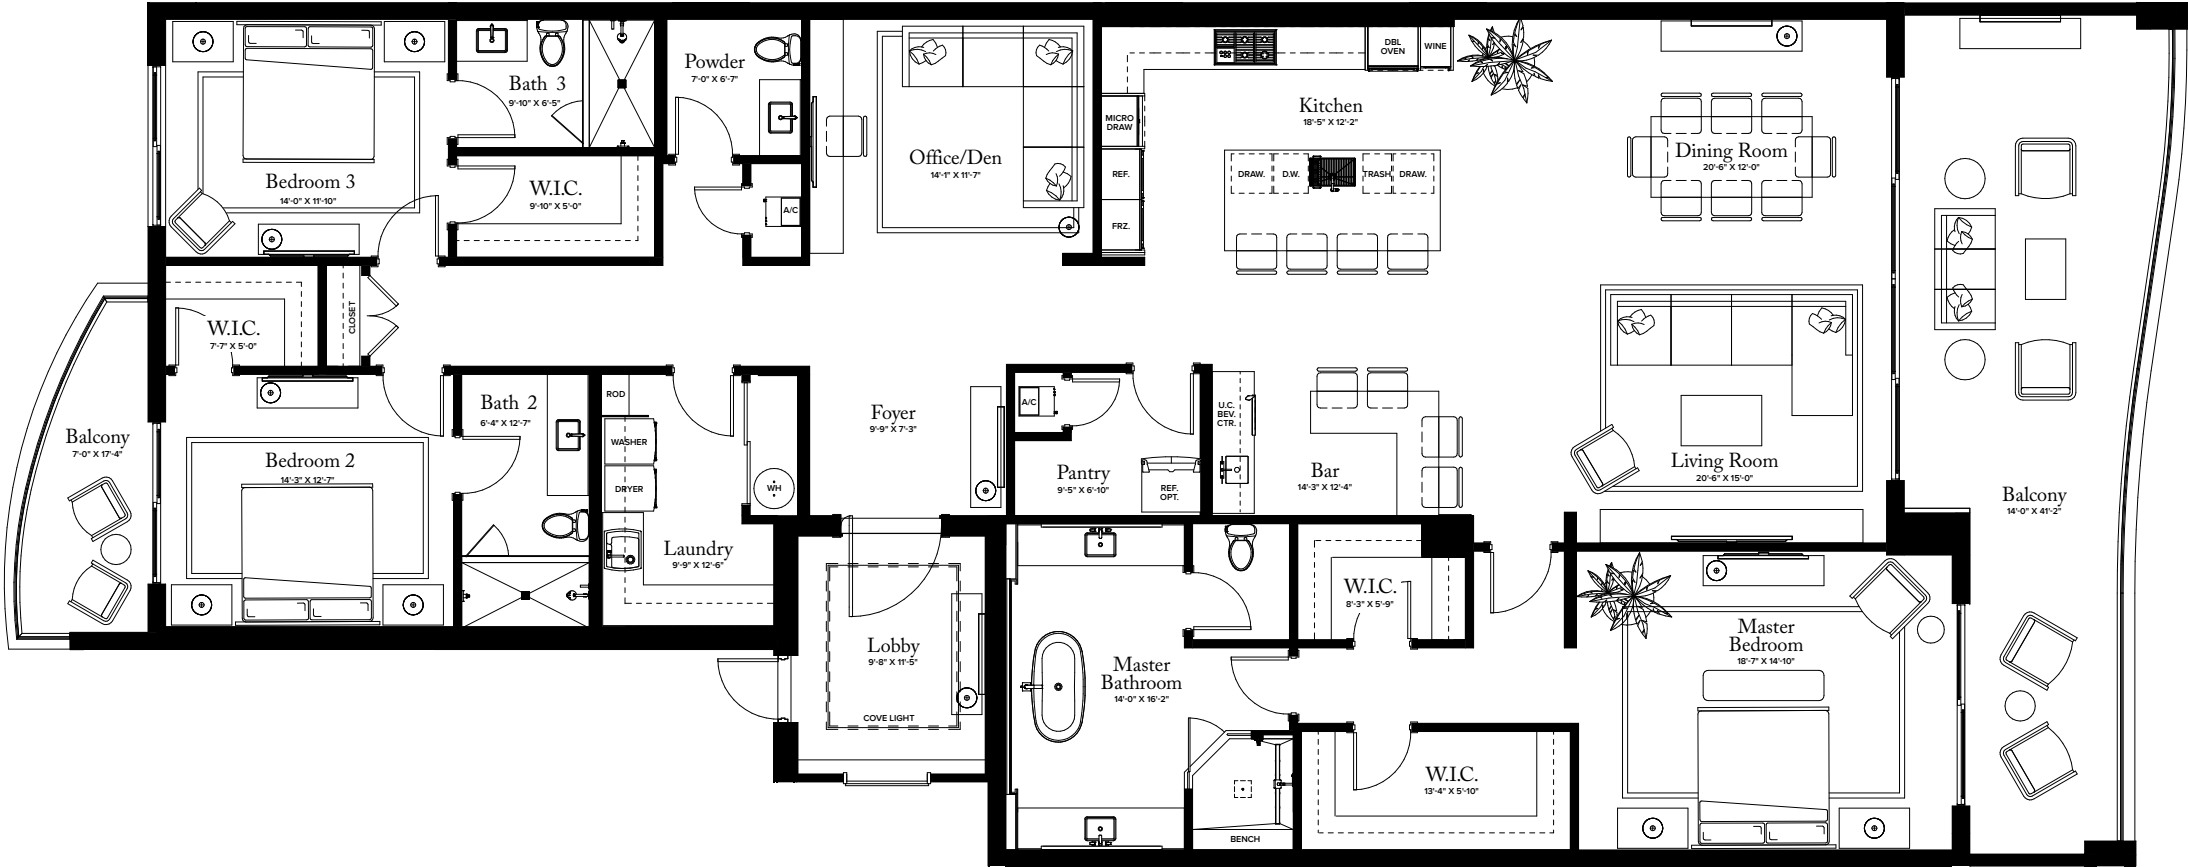 Bath 3
9'-10" X 6'-5"
Powder
7'-0" X 6'-7"
DBL
OVEN
WINE
Kitchen
18'-5" X 12'-2"
MICRO
DRAW
Office/Den
14'-1" X 11'-7"
Dining Room
20'-6" X 12'-0"
Bedroom 3
14'-0" X 11'-10"
W.I.C.
9'-10" X 5'-0"
A/C
REF.
FRZ.
DRAW.
D.W.
TRASH
DRAW.
W.I.C.
7'-7" X 5'-0"
CLOSET
Balcony
7'-0" X 17'-4"
Bedroom 2
14'-3" X 12'-7"
Bath 2
6'-4" X 12'-7"
ROD
WASHER
DRYER
WH
Laundry
9'-9" X 12'-6"
Foyer
9'-9" X 7'-3"
A/C
Pantry
9'-5" X 6'-10"
REF.
OPT.
U.C.
BEV.
CTR.
Bar
14'-3" X 12'-4"
Living Room
20'-6" X 15'-0"
Balcony
14'-0" X 41'-2"
Lobby
9'-8" X 11'-5"
COVE LIGHT
Master
Bathroom
14'-0" X 16'-2"
W.I.C.
8'-3" X 5'-9"
Master
Bedroom
18'-7" X 14'-10"
W.I.C.
13'-4" X 5'-10"
BENCH